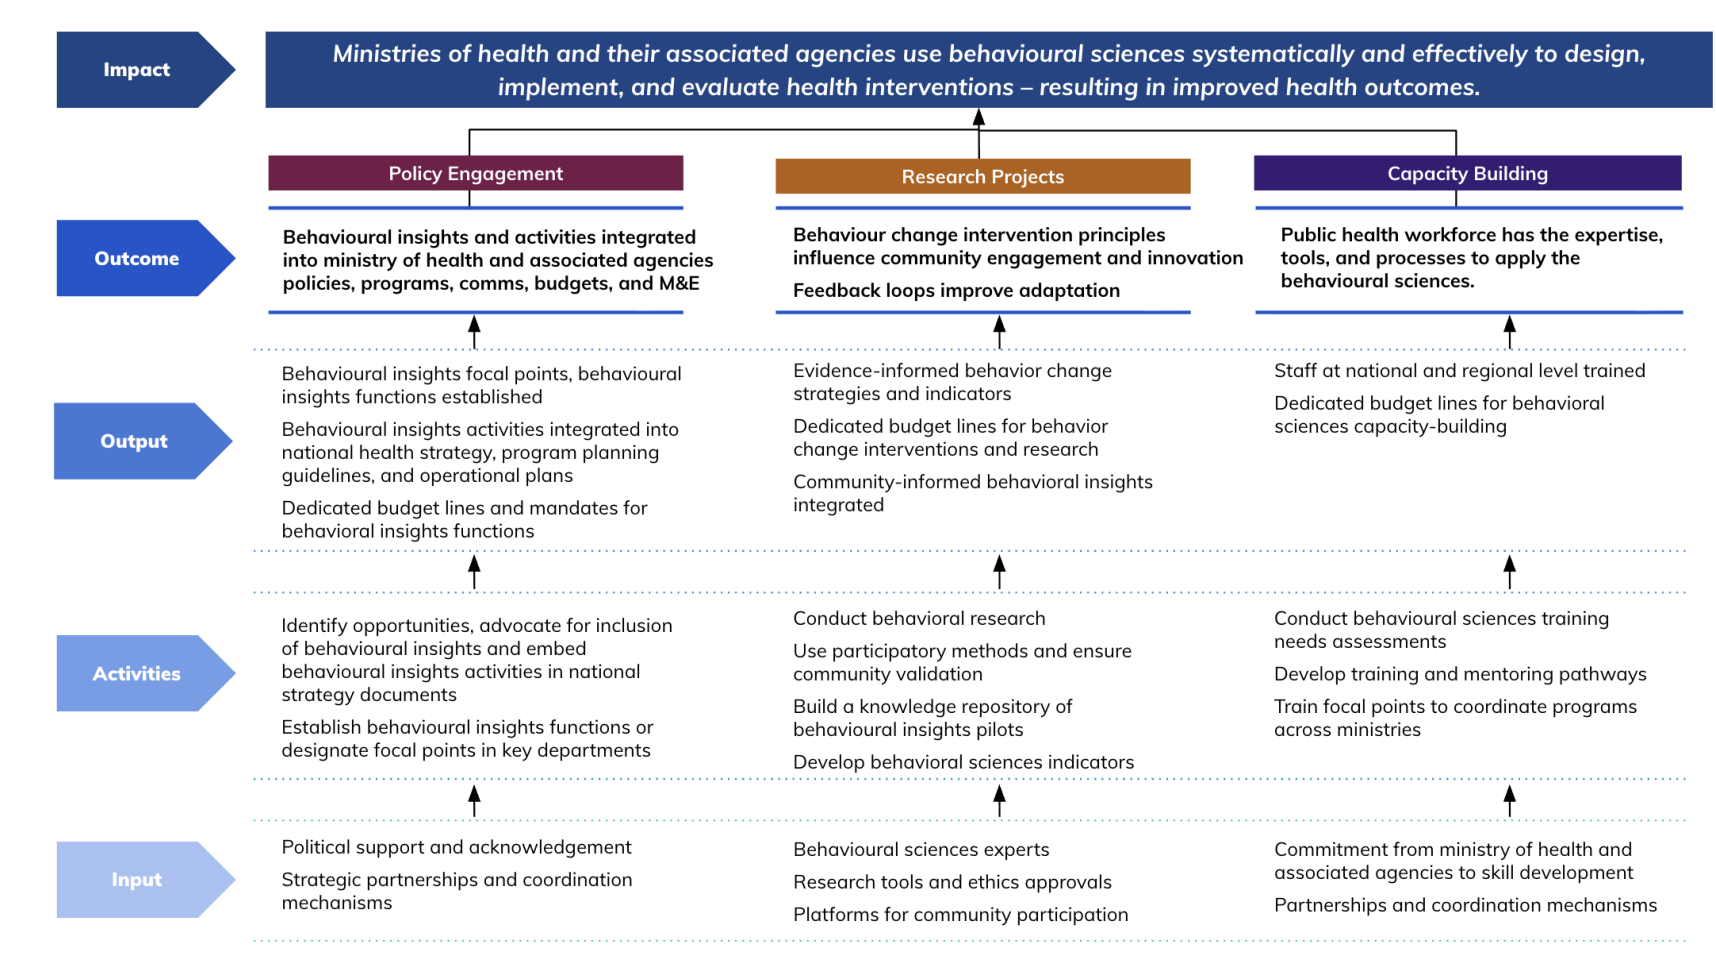 Impact
Ministries of health and their associated agencies use behavioural sciences systematically and effectively to design,
implement, and evaluate health interventions – resulting in improved health outcomes.
Policy Engagement
Research Projects
Capacity Building
Outcome
Behavioural insights and activities integrated
into ministry of health and associated agencies
policies, programs, comms, budgets, and M&E
Behaviour change intervention principles
influence community engagement and innovation
Feedback loops improve adaptation
Public health workforce has the expertise,
tools, and processes to apply the
behavioural sciences.
Output
Behavioural insights focal points, behavioural
insights functions established
Behavioural insights activities integrated into
national health strategy, program planning
guidelines, and operational plans
Dedicated budget lines and mandates for
behavioral insights functions
Evidence-informed behavior change
strategies and indicators
Dedicated budget lines for behavior
change interventions and research
Community-informed behavioral insights
integrated
Staff at national and regional level trained
Dedicated budget lines for behavioral
sciences capacity-building
Activities
Identify opportunities, advocate for inclusion
of behavioural insights and embed
behavioural insights activities in national
strategy documents
Establish behavioural insights functions or
designate focal points in key departments
Conduct behavioral research
Use participatory methods and ensure
community validation
Build a knowledge repository of
behavioural insights pilots
Develop behavioral sciences indicators
Conduct behavioural sciences training
needs assessments
Develop training and mentoring pathways
Train focal points to coordinate programs
across ministries
Input
Political support and acknowledgement
Strategic partnerships and coordination
mechanisms
Behavioural sciences experts
Research tools and ethics approvals
Platforms for community participation
Commitment from ministry of health and
associated agencies to skill development
Partnerships and coordination mechanisms